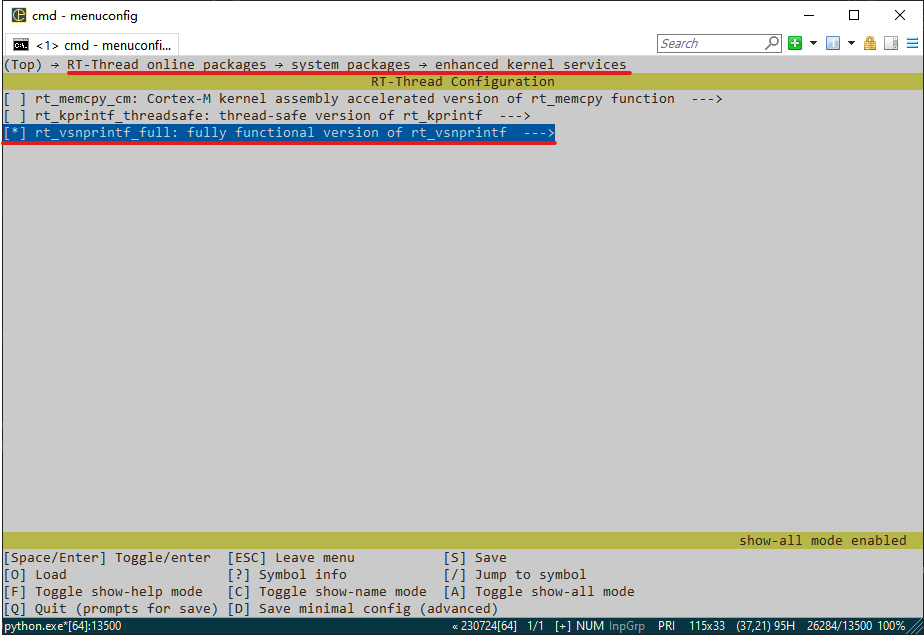 cmd - menuconfig
<1> cmd - menuconfi...
Search
(Top) → RT-Thread online packages → system packages → enhanced kernel services
RT-Thread Configuration
[ ] rt_memcpy_cm: Cortex-M kernel assembly accelerated version of rt_memcpy function  --->
[ ] rt_kprintf_threadsafe: thread-safe version of rt_kprintf  --->
[*] rt_vsnprintf_full: fully functional version of rt_vsnprintf  --->
show-all mode enabled
[Space/Enter] Toggle/enter  [ESC] Leave menu           [S] Save
[O] Load                    [?] Symbol info            [/] Jump to symbol
[F] Toggle show-help mode   [C] Toggle show-name mode  [A] Toggle show-all mode
[Q] Quit (prompts for save) [D] Save minimal config (advanced)
python.exe*[64]:13500 « 230724[64] 1/1 [+] NUM InpGrp PRI 115x33 (37,21) 95H 26284/13500 100%